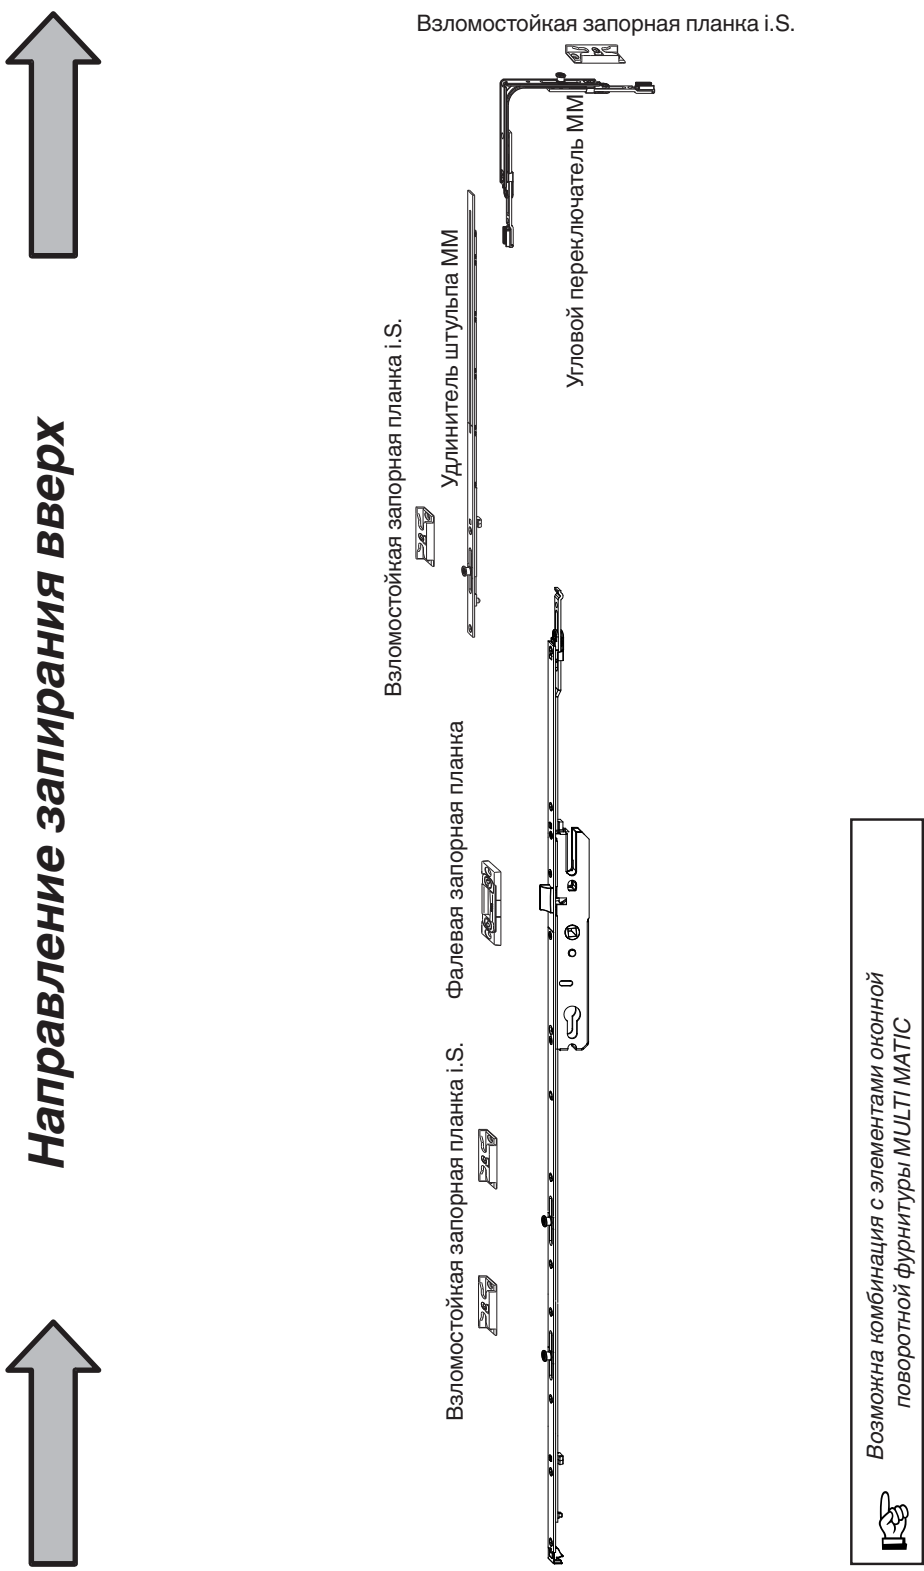 Направление запирания вверх
Взломостойкая запорная планка i.S.
Угловой переключатель MM
Удлинитель штульпа MM
Взломостойкая запорная планка i.S.
Фалевая запорная планка
Взломостойкая запорная планка i.S.
Возможна комбинация с элементами оконной
поворотной фурнитуры MULTI MATIC